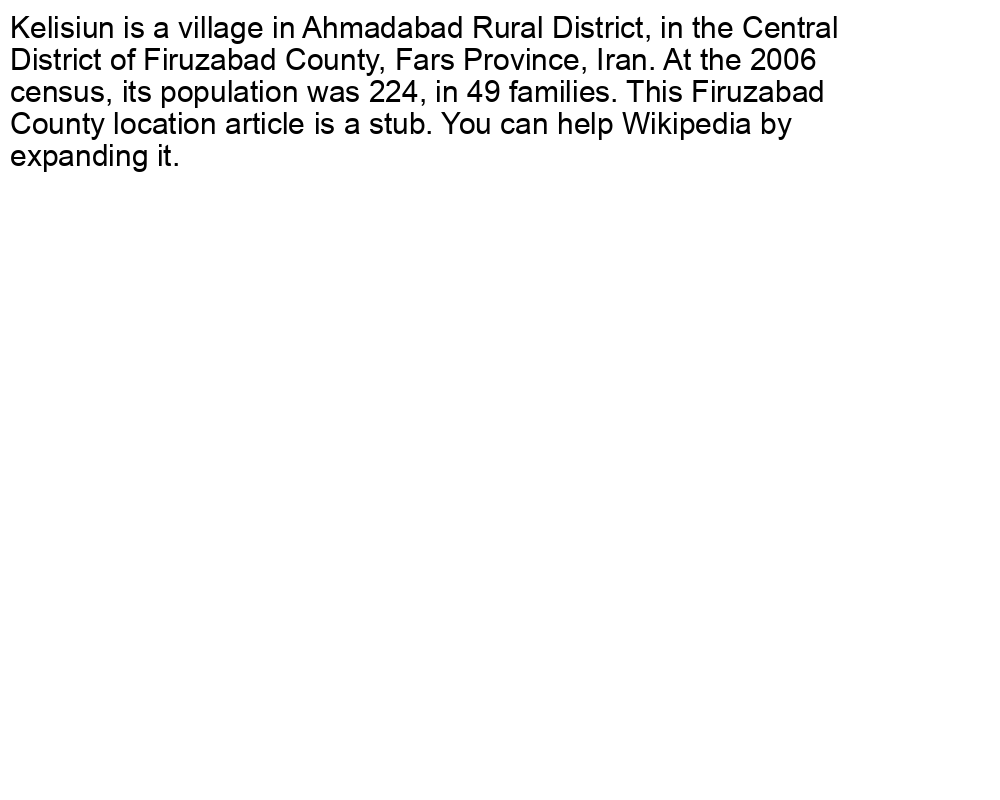 Kelisiun is a village in Ahmadabad Rural District, in the Central
District of Firuzabad County, Fars Province, Iran. At the 2006
census, its population was 224, in 49 families. This Firuzabad
County location article is a stub. You can help Wikipedia by
expanding it.